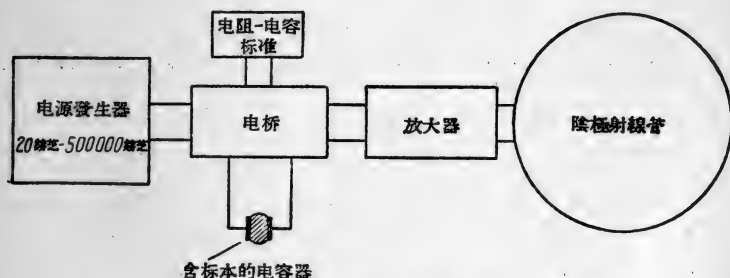 电阻-电容
标准
电源發生器
20赫芝-500000赫芝
电桥
放大器
陰極射線管
含标本的电容器